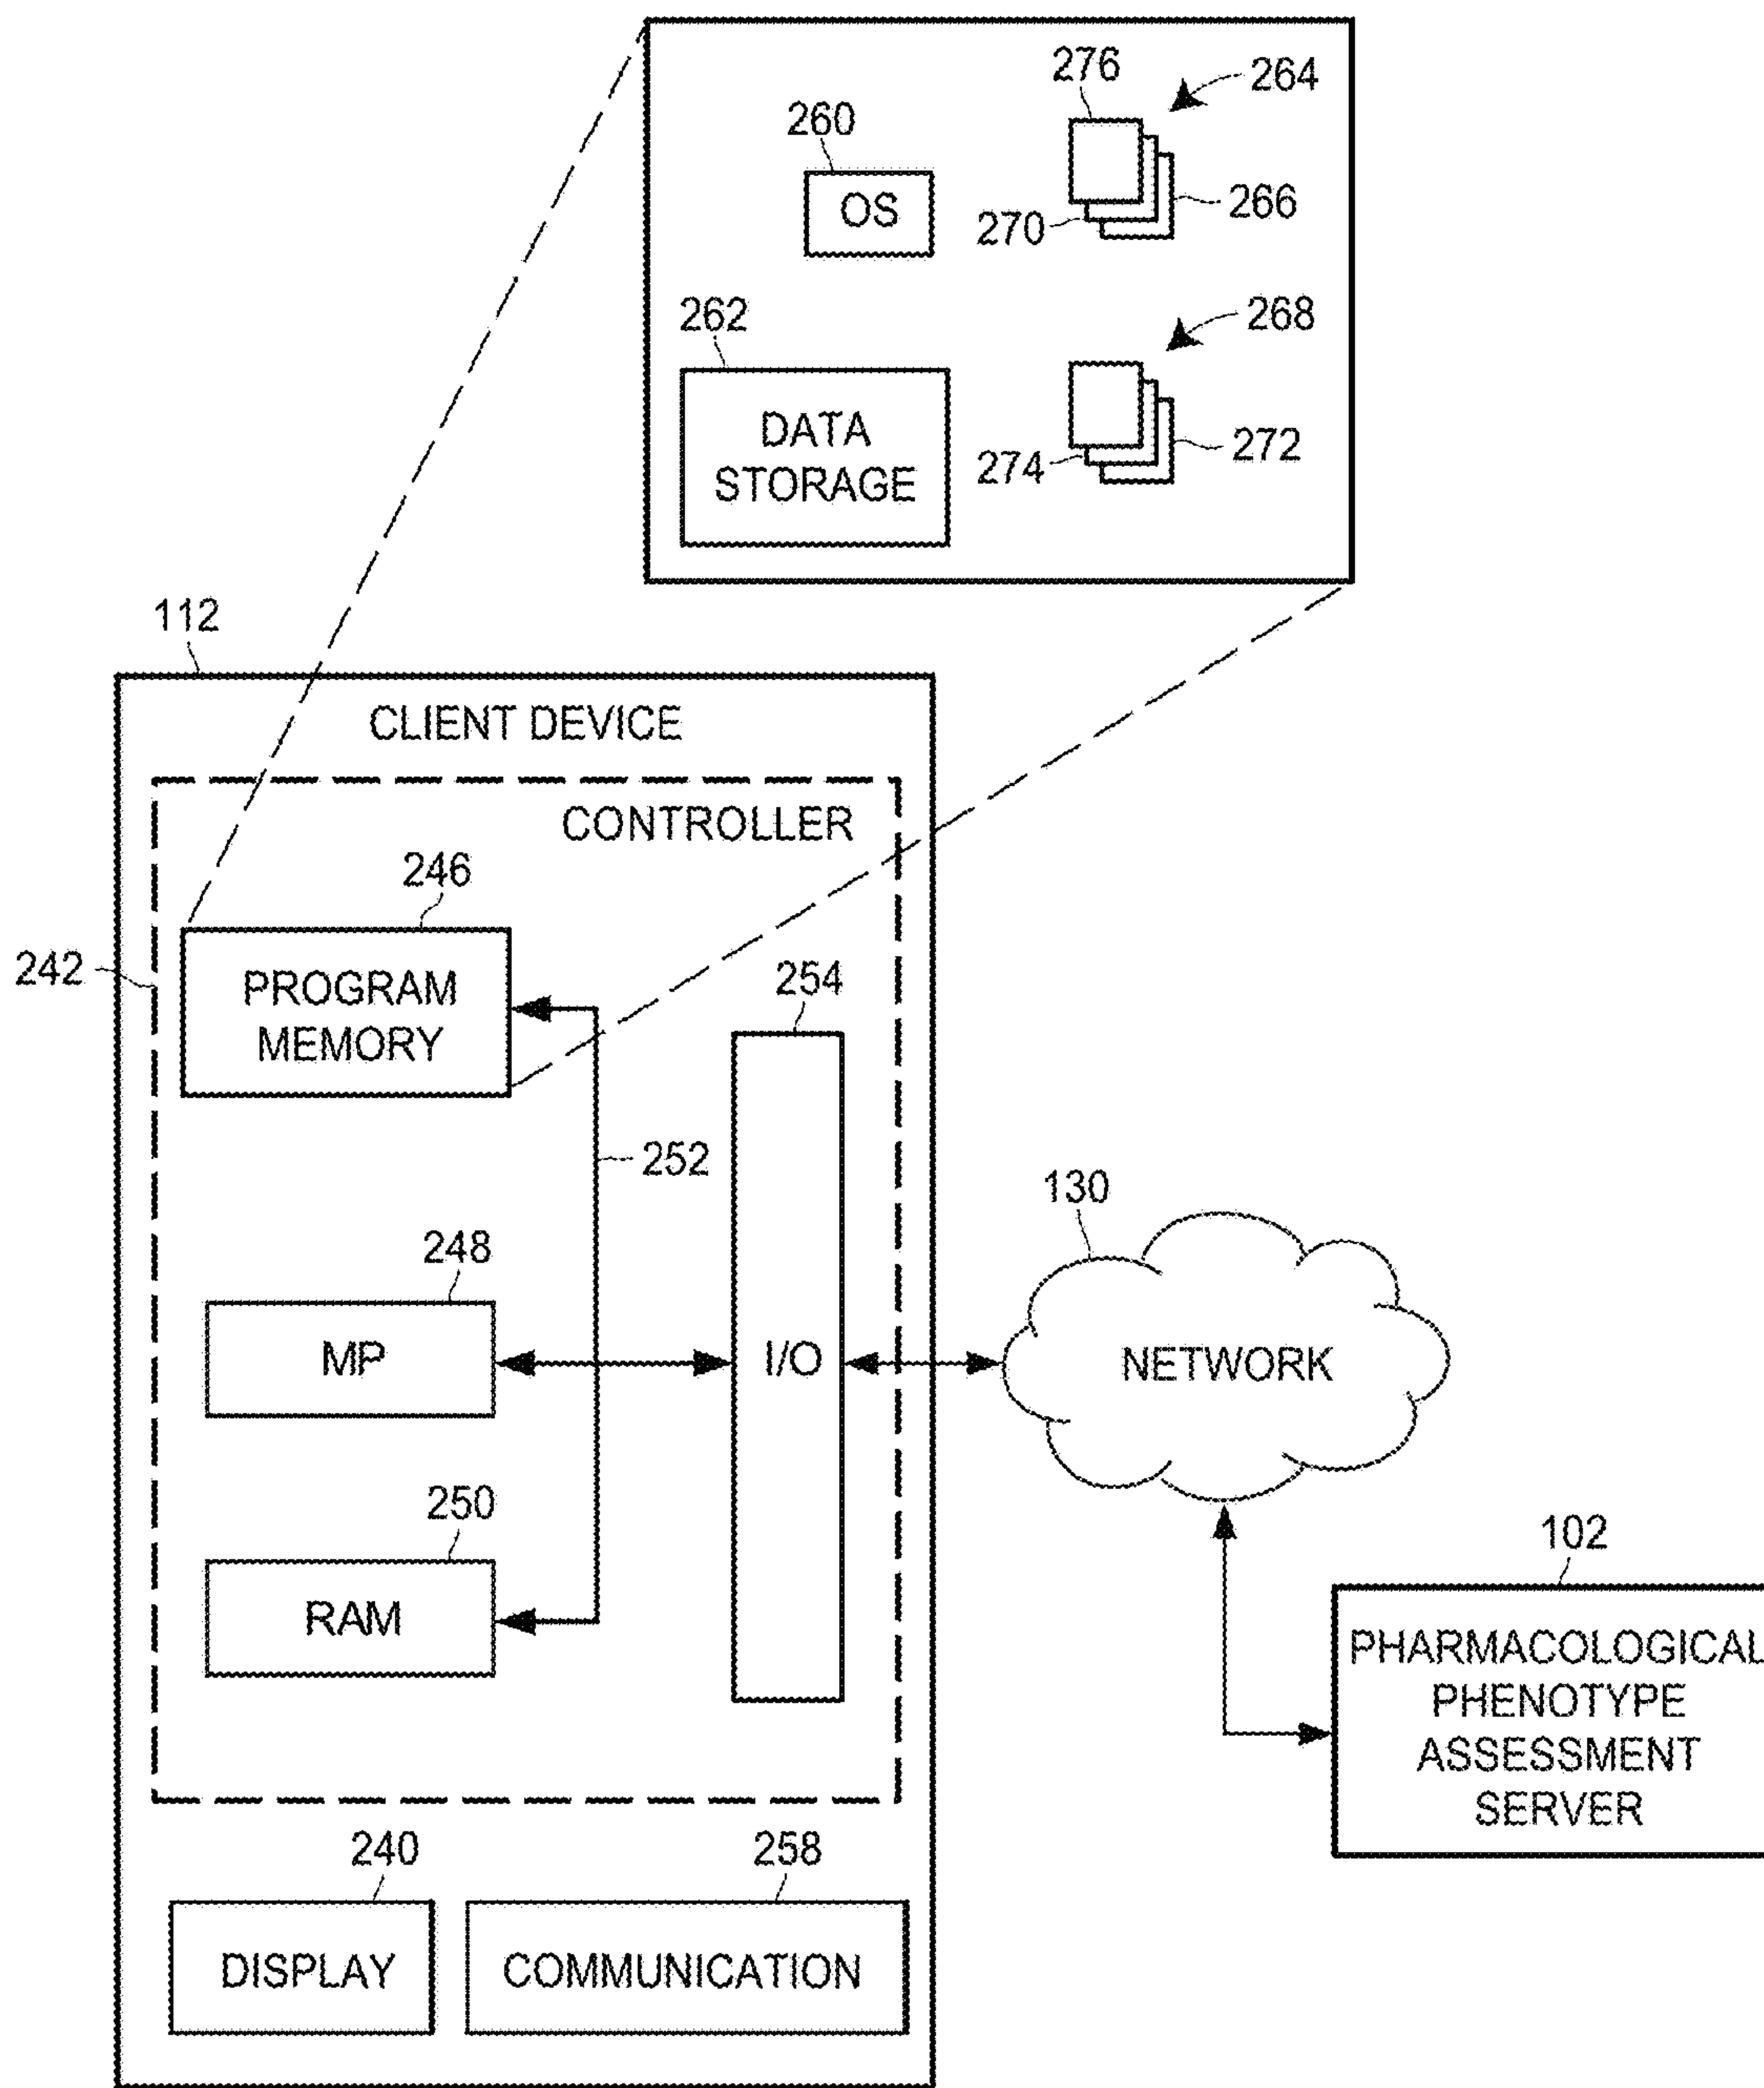 276
264
260
OS
270
266
262
268
DATA
STORAGE
274
272
112
CLIENT DEVICE
CONTROLLER
246
242
PROGRAM
MEMORY
254
252
130
248
MP
I/O
NETWORK
250
RAM
102
PHARMACOLOGICAL
PHENOTYPE
ASSESSMENT
SERVER
240
258
DISPLAY
COMMUNICATION